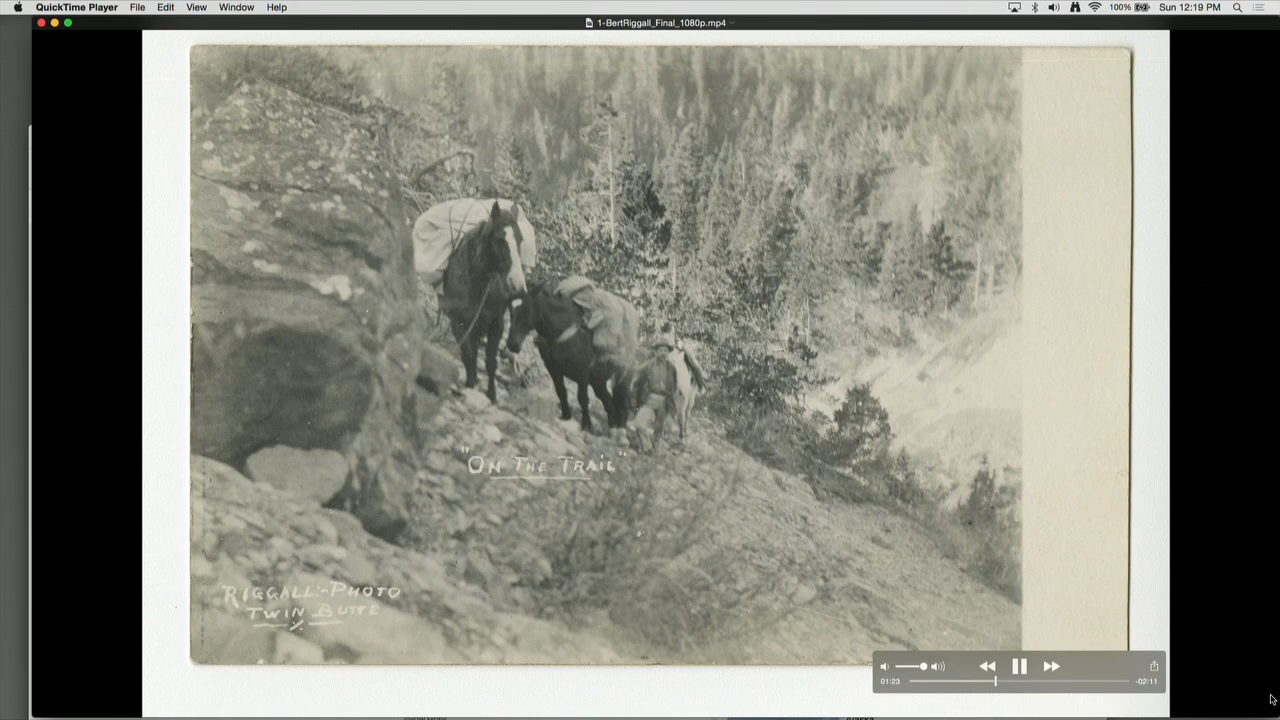 QuickTime Player File Edit View Window Help
100% Sun 12:19 PM
1-BertRiggall_Final_1080p.mp4
"ON THE TRAIL"
RIGGALL:-PHOTO
TWIN BUTTE
01:23
-02:11